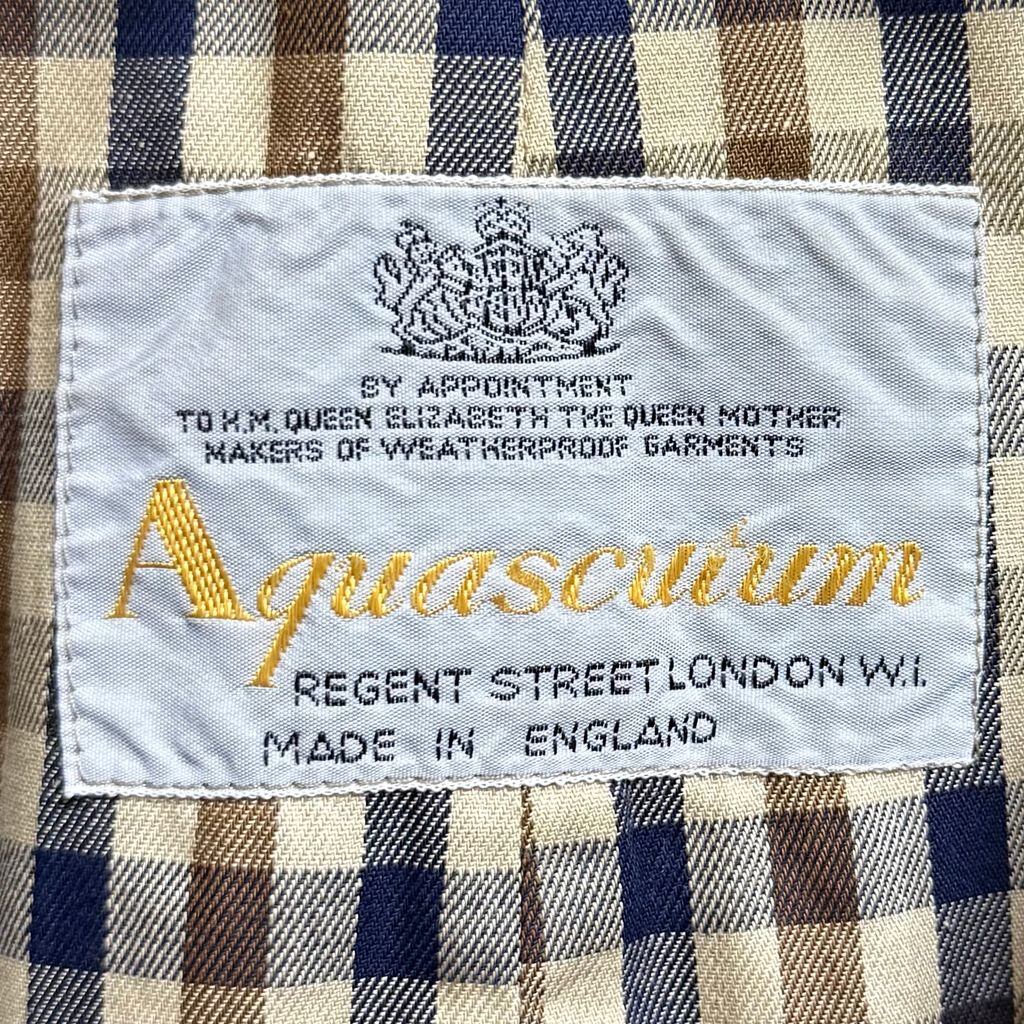 BY APPOINTMENT
TO H.M. QUEEN ELIZABETH THE QUEEN MOTHER
MAKERS OF WEATHERPROOF GARMENTS
Aquascutum
REGENT STREET LONDON W.1.
MADE IN ENGLAND